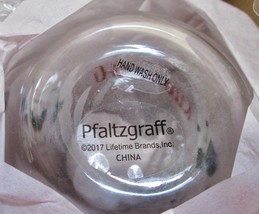 HAND WASH ONLY
Pfaltzgraff®
©2017 Lifetime Brands, Inc.
CHINA